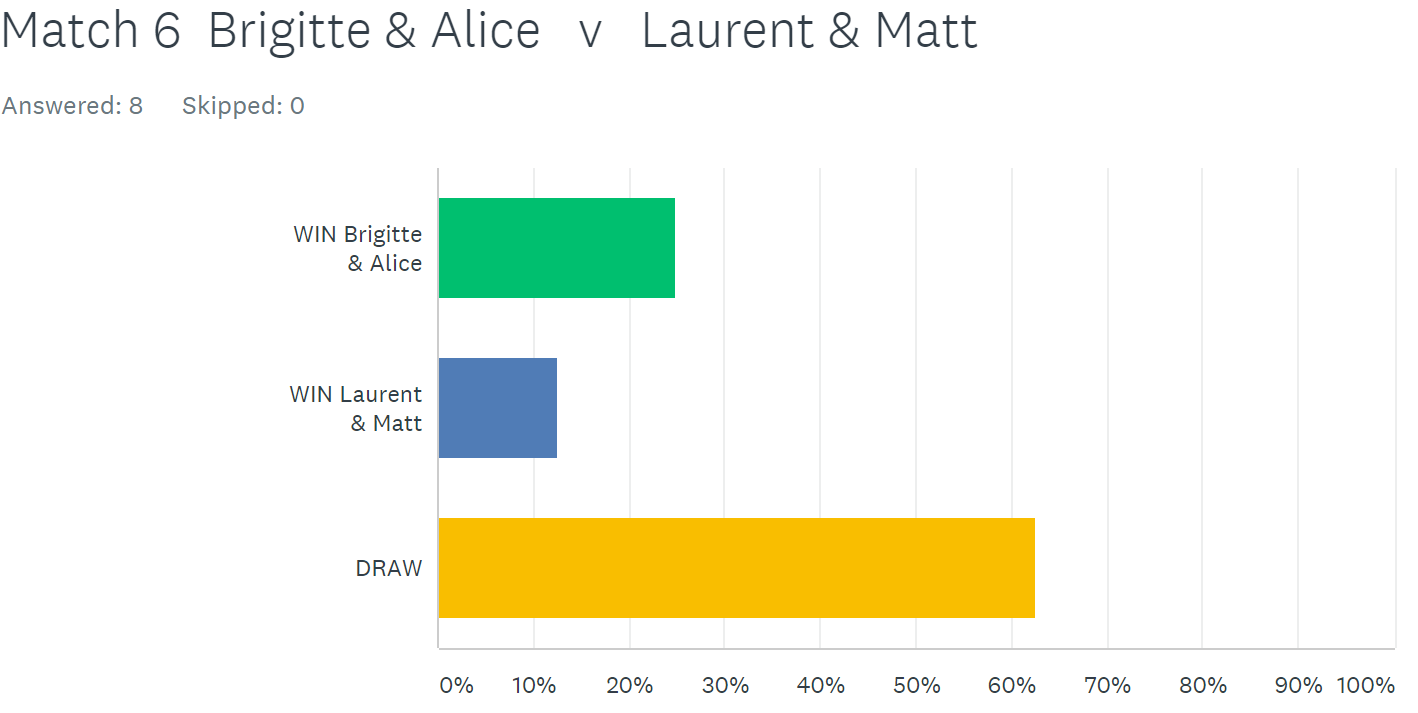 Match 6 Brigitte & Alice v Laurent & Matt
Answered: 8 Skipped: 0
WIN Brigitte
& Alice
WIN Laurent
& Matt
DRAW
0% 10% 20% 30% 40% 50% 60% 70% 80% 90% 100%